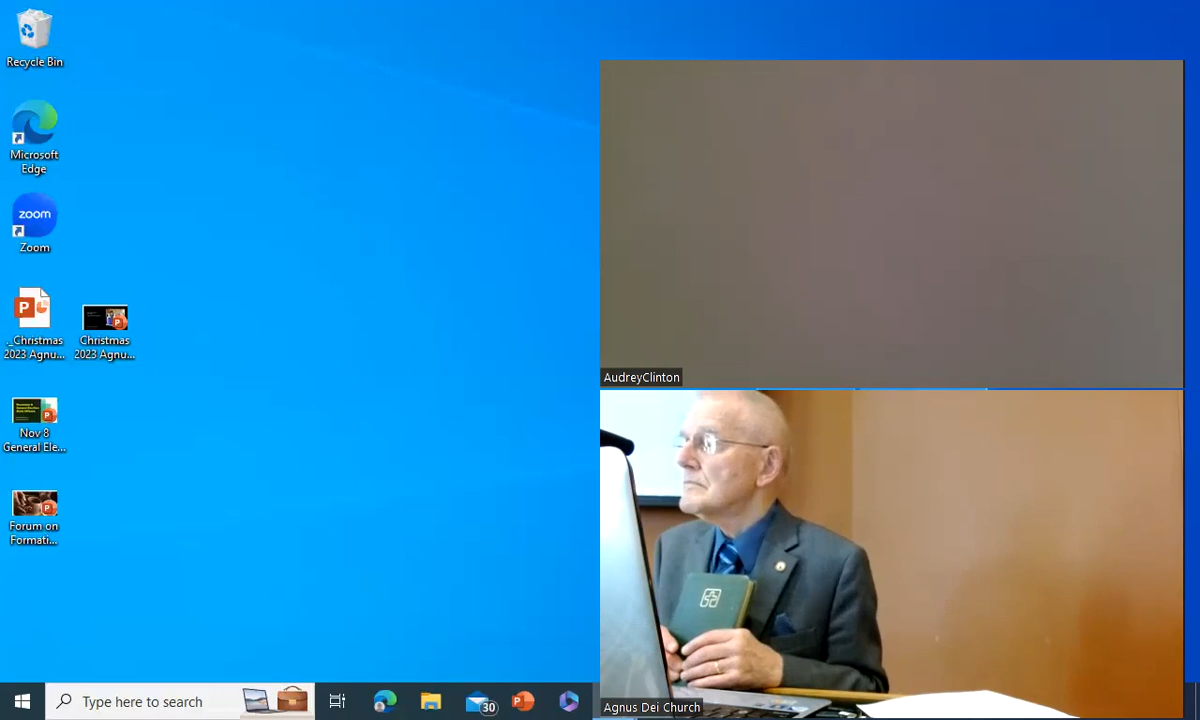 Recycle Bin
Microsoft
Edge
zoom
Zoom
._Christmas
2023 Agnu...
Christmas
2023 Agnu...
Nov 8
General Ele...
Forum on
Formati...
AudreyClinton
Agnus Dei Church
Type here to search
30